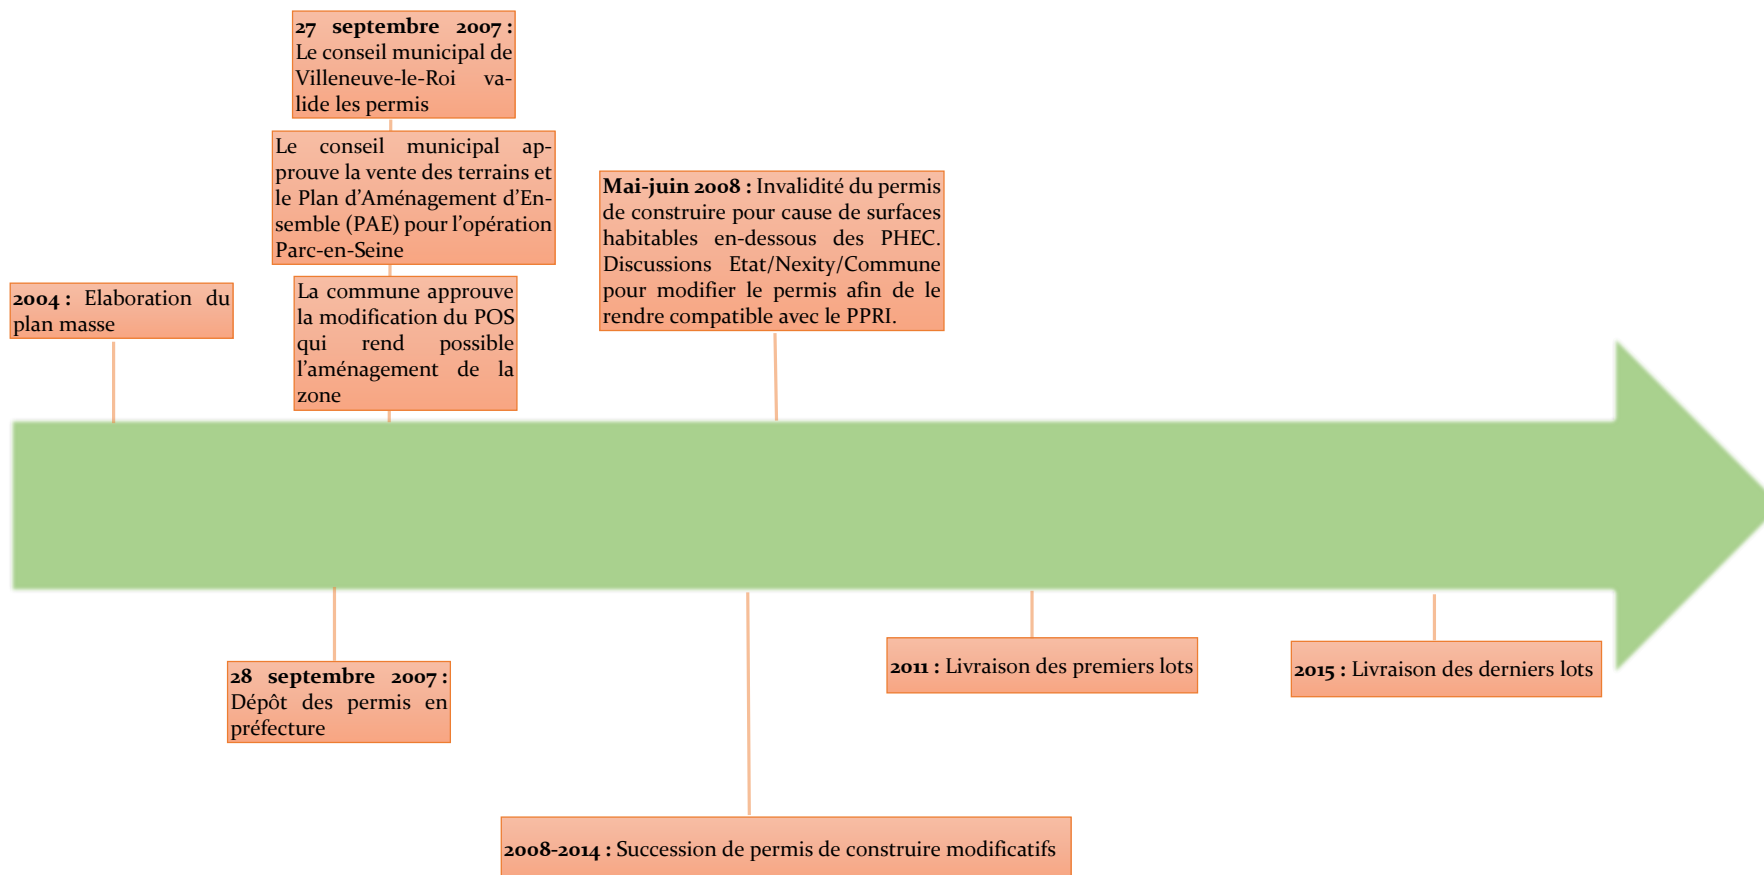 27 septembre 2007 :
Le conseil municipal de
Villeneuve-le-Roi va-
lide les permis
Le conseil municipal ap-
prouve la vente des terrains et
le Plan d’Aménagement d’En-
semble (PAE) pour l’opération
Parc-en-Seine
La commune approuve
la modification du POS
qui rend possible
l’aménagement de la
zone
2004 : Elaboration du
plan masse
Mai-juin 2008 : Invalidité du permis
de construire pour cause de surfaces
habitables en-dessous des PHEC.
Discussions Etat/Nexity/Commune
pour modifier le permis afin de le
rendre compatible avec le PPRI.
28 septembre 2007 :
Dépôt des permis en
préfecture
2011 : Livraison des premiers lots
2015 : Livraison des derniers lots
2008-2014 : Succession de permis de construire modificatifs